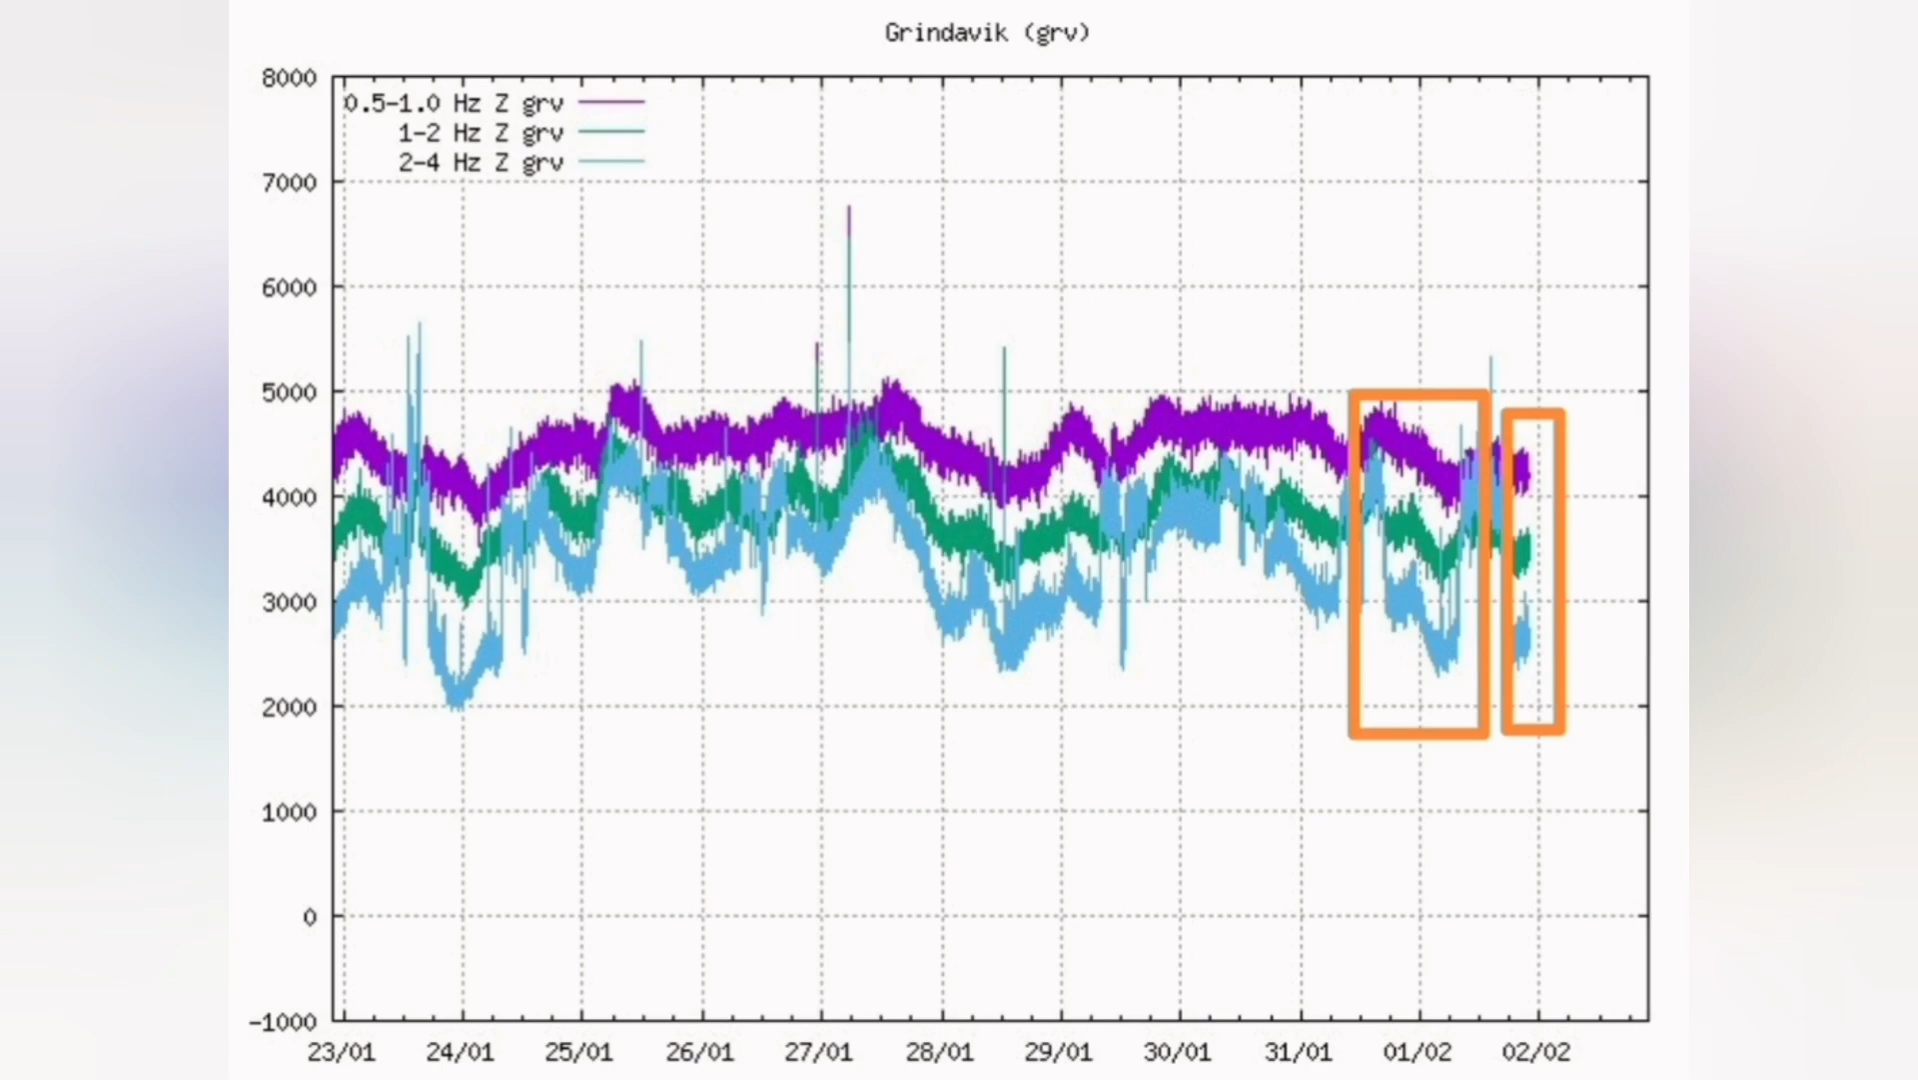 Grindavik (grv)
8000
0.5-1.0 Hz Z grv
1-2 Hz Z grv
2-4 Hz Z grv
7000
6000
5000
4000
3000
2000
1000
0
-1000
23/01 24/01 25/01 26/01 27/01 28/01 29/01 30/01 31/01 01/02 02/02